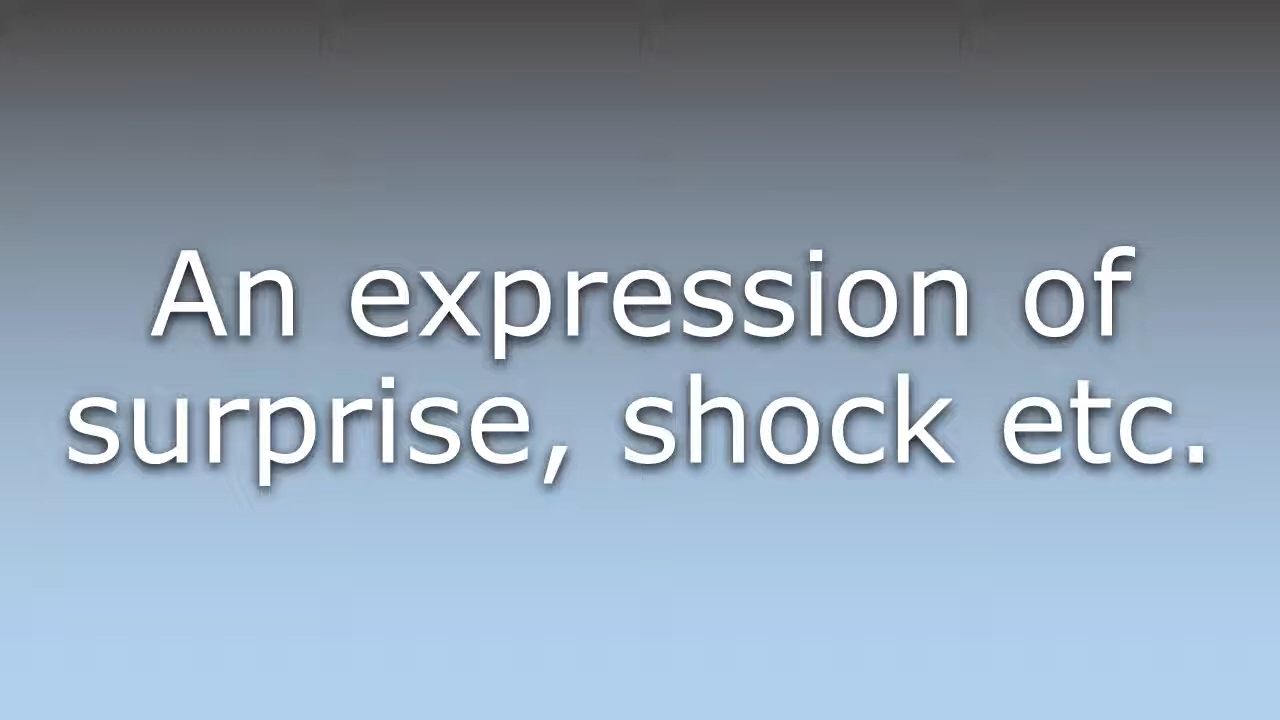 An expression of
surprise, shock etc.